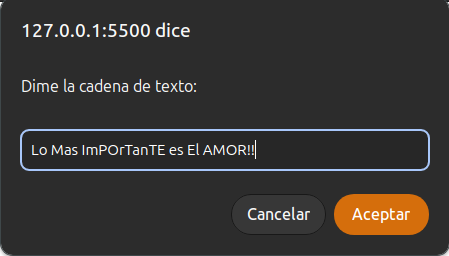 127.0.0.1:5500 dice
Dime la cadena de texto:
Lo Mas ImPOrTanTE es El AMOR!!
Cancelar Aceptar